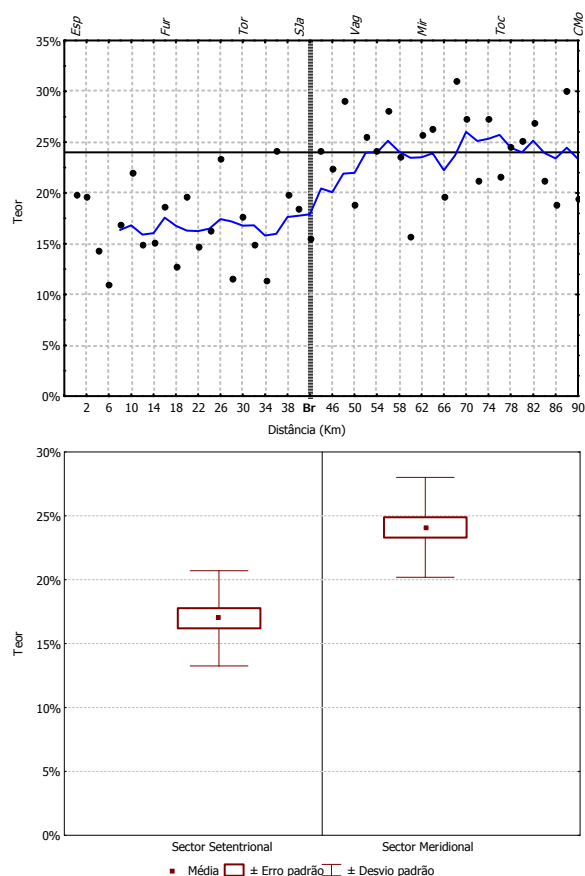 Esp Fur Tor SJa Vag Mir Toc CMo
35%
30%
25%
20%
15%
10%
5%
0%
Teor
2 6 10 14 18 22 26 30 34 38 Br 46 50 54 58 62 66 70 74 78 82 86 90
Distância (Km)
30%
25%
20%
15%
10%
5%
0%
Teor
Sector Setentrional Sector Meridional
Média ± Erro padrão ± Desvio padrão